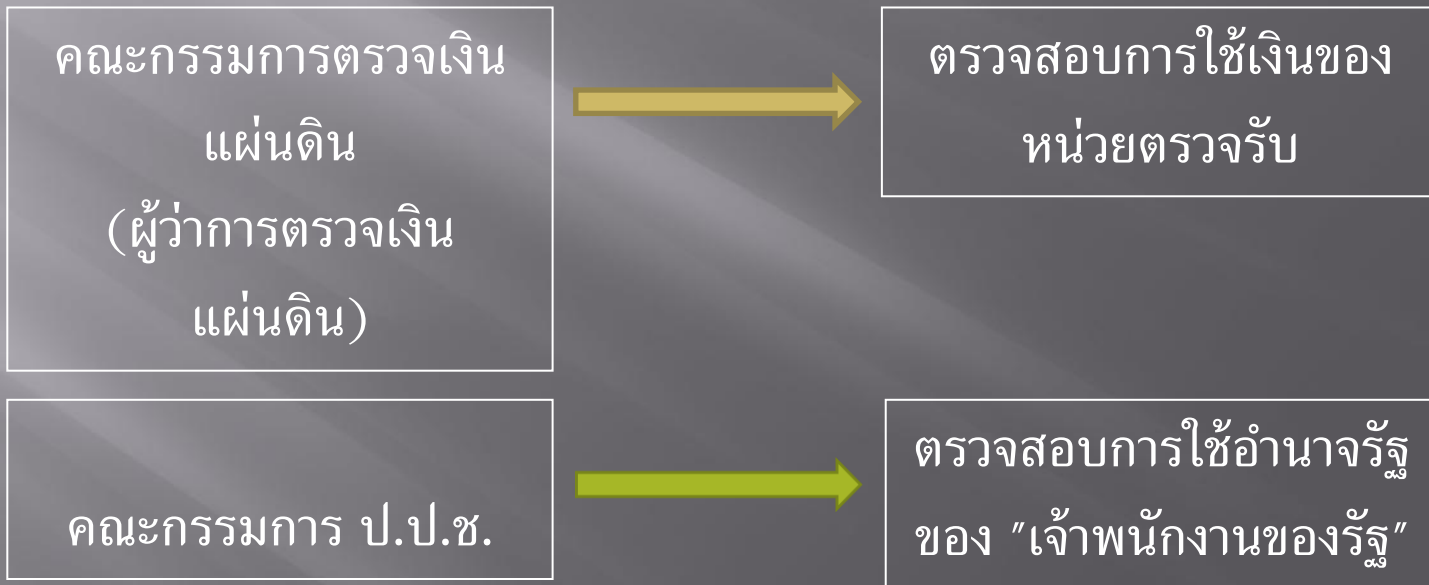 คณะกรรมการตรวจเงิน
แผ่นดิน
(ผู้ว่าการตรวจเงิน
แผ่นดิน)
ตรวจสอบการใช้เงินของ
หน่วยตรวจรับ
คณะกรรมการ ป.ป.ช.
ตรวจสอบการใช้อำนาจรัฐ
ของ "เจ้าพนักงานของรัฐ"